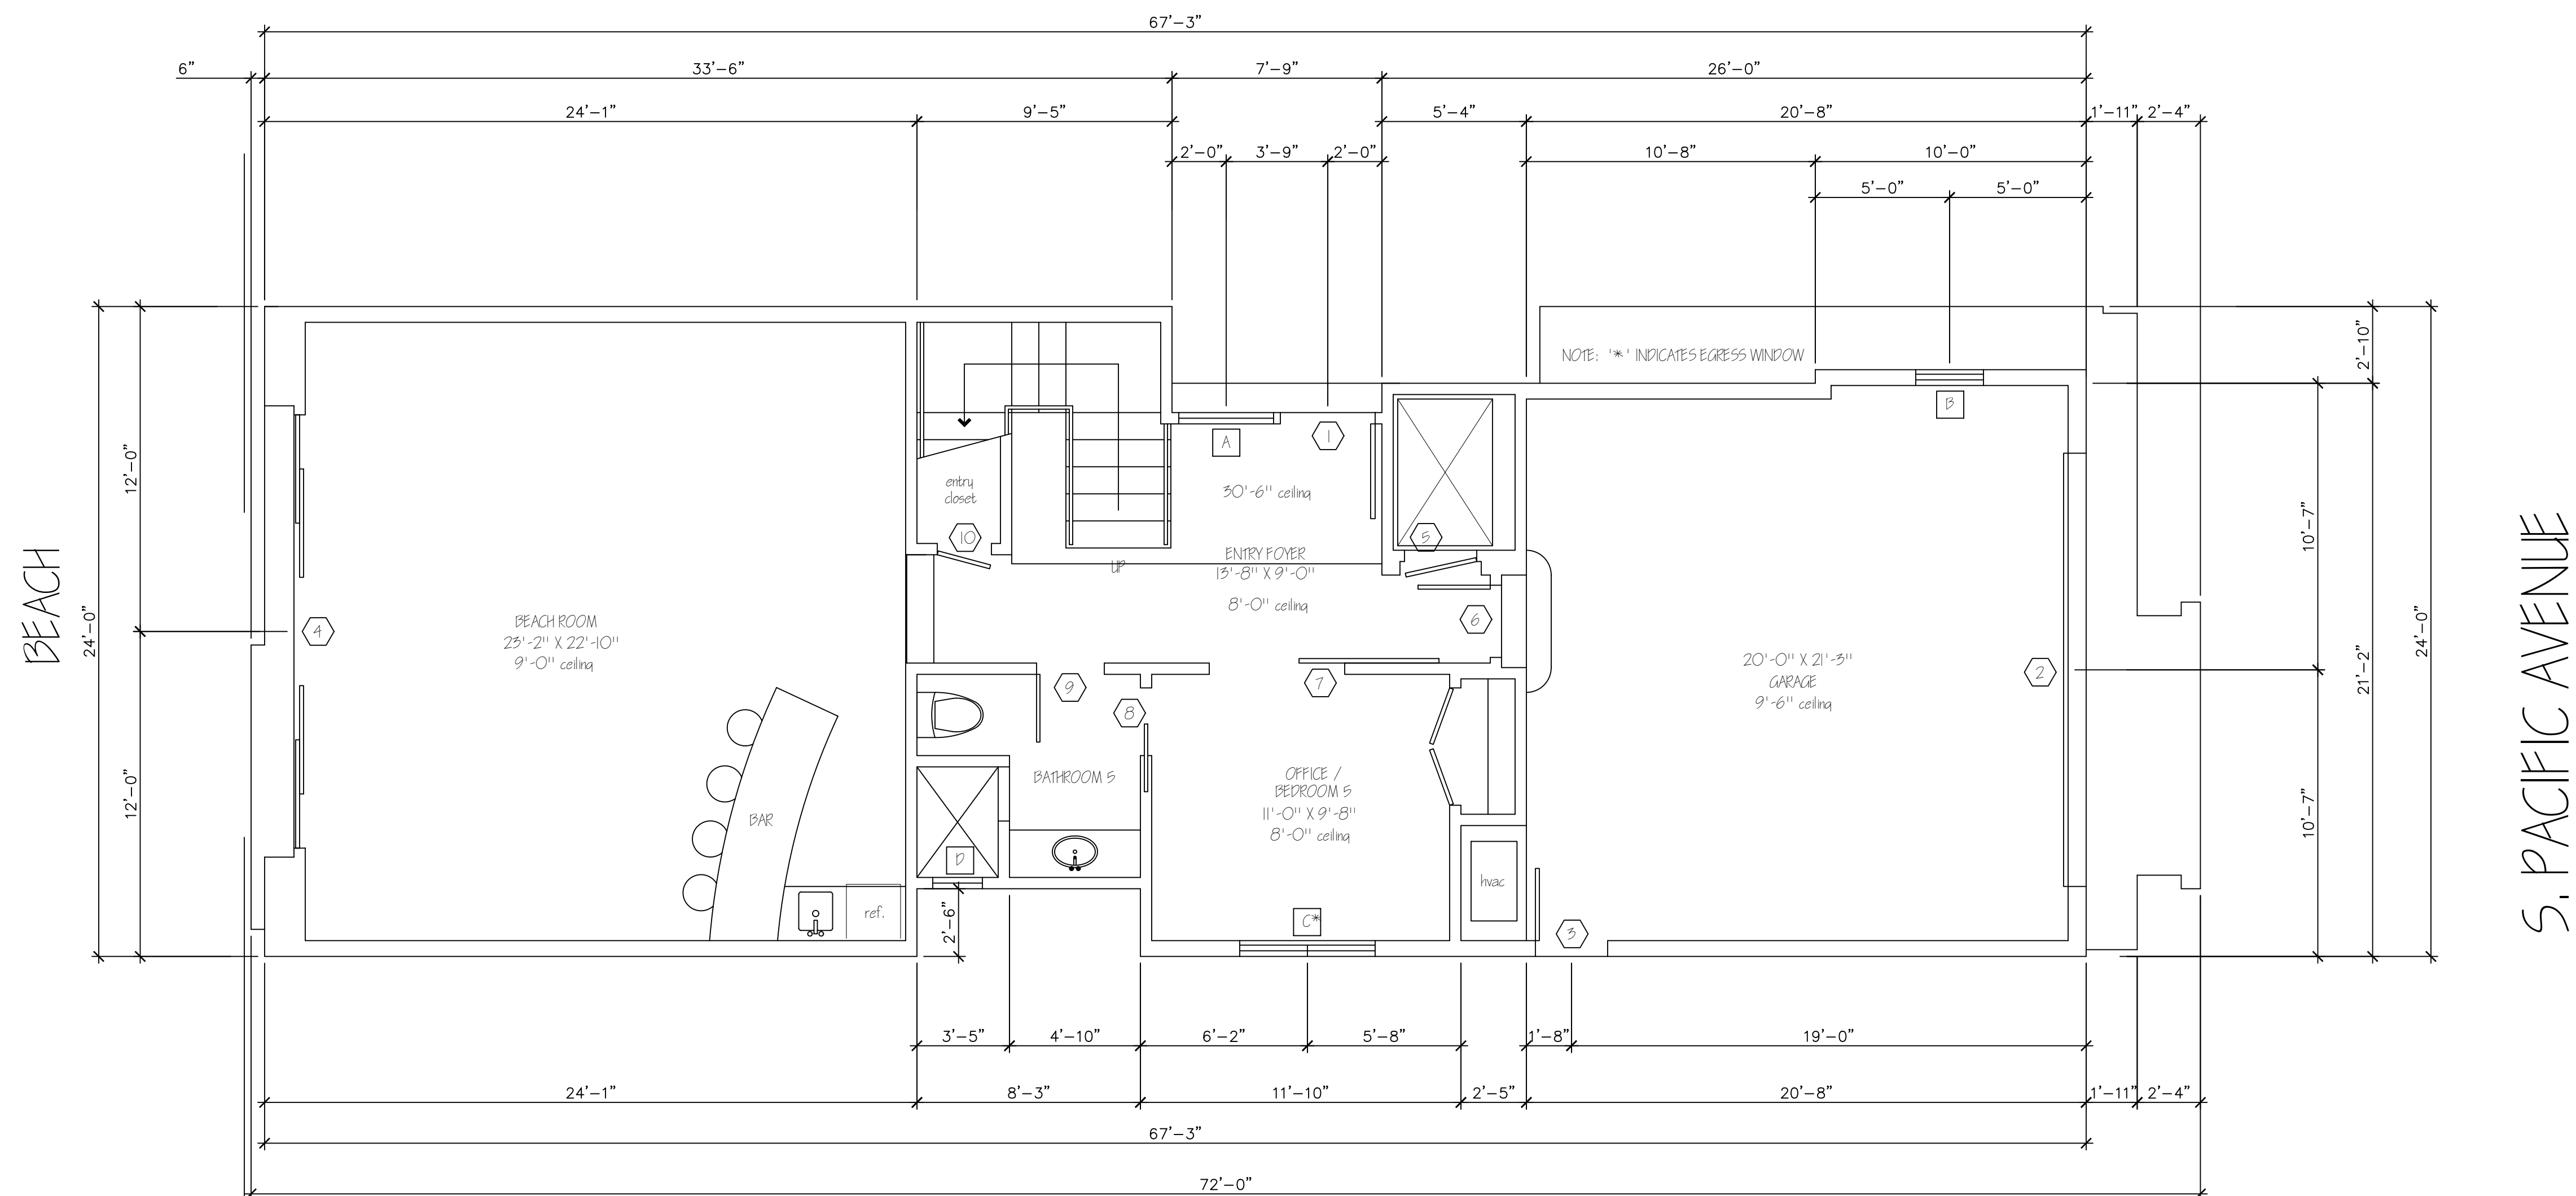 67'-3"
6"
33'-6"
7'-9"
26'-0"
24'-1"
9'-5"
5'-4"
20'-8"
1'-11"
2'-4"
2'-0"
3'-9"
2'-0"
10'-8"
10'-0"
5'-0"
5'-0"
NOTE: '*' INDICATES EGRESS WINDOW
2'-10"
B
A
1
12'-0"
entry
closet
30'-6" ceiling
10
5
10'-7"
UP
ENTRY FOYER
13'-8" X 9'-0"
8'-0" ceiling
BEACH
24'-0"
4
BEACH ROOM
23'-2" X 22'-10"
9'-0" ceiling
6
20'-0" X 21'-3"
GARAGE
9'-6" ceiling
2
21'-2"
24'-0"
S. PACIFIC AVENUE
9
7
8
12'-0"
BAR
BATHROOM 5
OFFICE /
BEDROOM 5
11'-0" X 9'-8"
8'-0" ceiling
10'-7"
D
hvac
ref.
2'-6"
C*
3
3'-5"
4'-10"
6'-2"
5'-8"
1'-8"
19'-0"
24'-1"
8'-3"
11'-10"
2'-5"
20'-8"
1'-11"
2'-4"
67'-3"
72'-0"